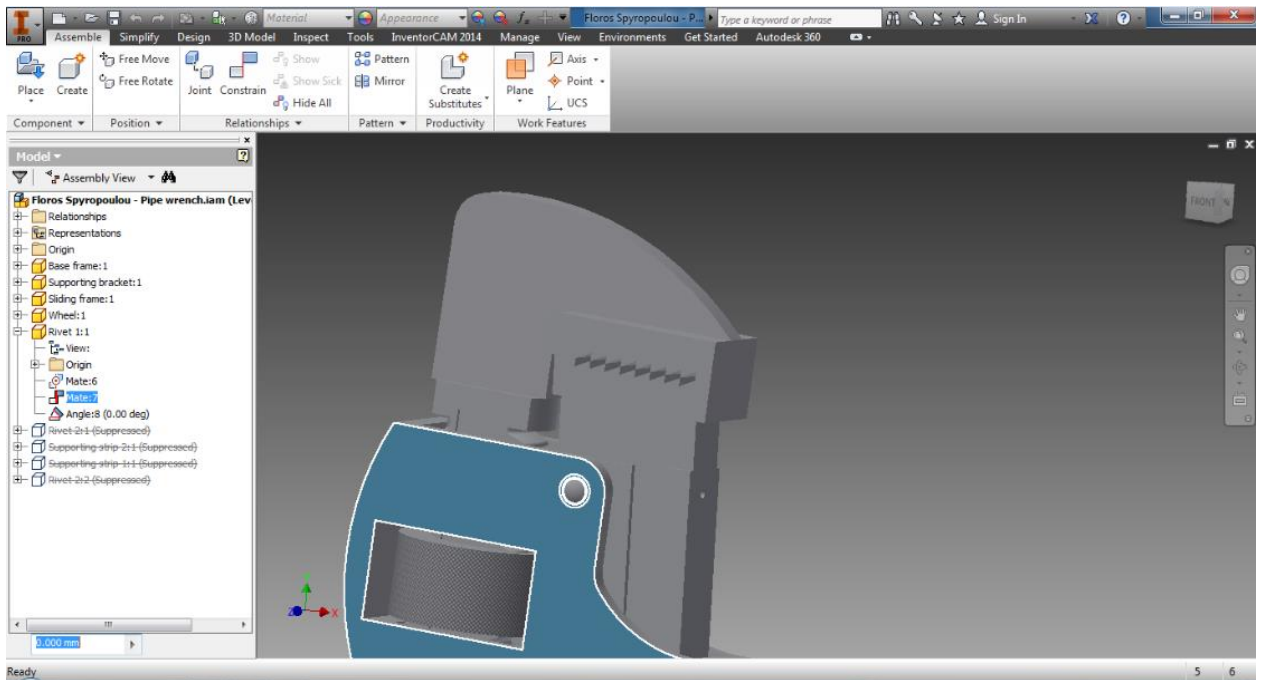 Material
Appearance
Floros Spyropoulou - P...
Type a keyword or phrase
Sign In
PRO
Assemble Simplify Design 3D Model Inspect Tools InventorCAM 2014 Manage View Environments Get Started Autodesk 360
Place
Create
Free Move
Free Rotate
Joint
Constrain
Show
Show Sick
Hide All
Pattern
Mirror
Create
Substitutes
Plane
Axis
Point
UCS
Component Position Relationships Pattern Productivity Work Features
Model
Assembly View
Floros Spyropoulou - Pipe wrench.iam (Lev
Relationships
Representations
Origin
Base frame:1
Supporting bracket:1
Sliding frame:1
Wheel:1
Rivet 1:1
View:
Origin
Mate:6
Mate:7
Angle:8 (0.00 deg)
Rivet 2:1 (Suppressed)
Supporting strip 2:1 (Suppressed)
Supporting strip 1:1 (Suppressed)
Rivet 2:2 (Suppressed)
FRONT
Z X
0.000 mm
Ready
5 6